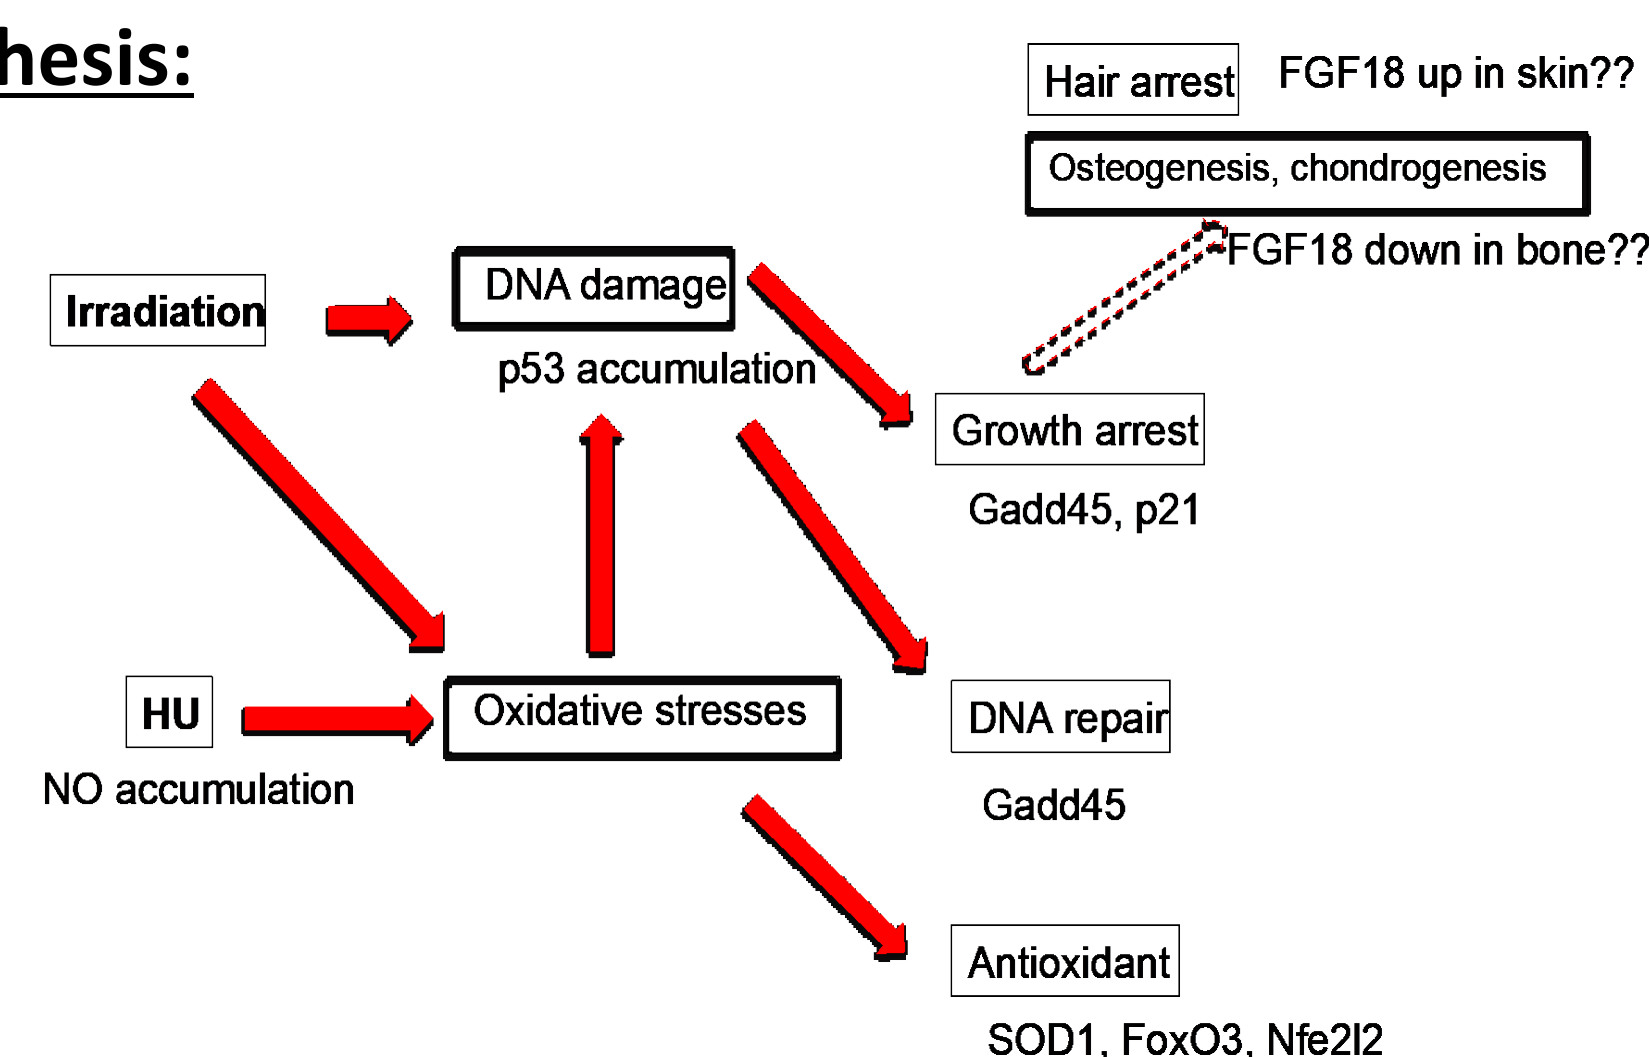 hesis:
Hair arrest
FGF18 up in skin??
Osteogenesis, chondrogenesis
FGF18 down in bone??
Irradiation
DNA damage
p53 accumulation
Growth arrest
Gadd45, p21
HU
NO accumulation
Oxidative stresses
DNA repair
Gadd45
Antioxidant
SOD1, FoxO3, Nfe2l2